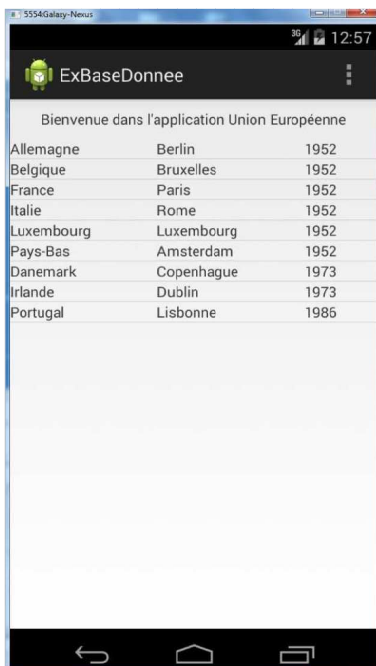 5554:Galaxy-Nexus
3G 12:57
ExBaseDonnee
Bienvenue dans l'application Union Européenne
Allemagne Berlin 1952
Belgique Bruxelles 1952
France Paris 1952
Italie Rome 1952
Luxembourg Luxembourg 1952
Pays-Bas Amsterdam 1952
Danemark Copenhague 1973
Irlande Dublin 1973
Portugal Lisbonne 1986